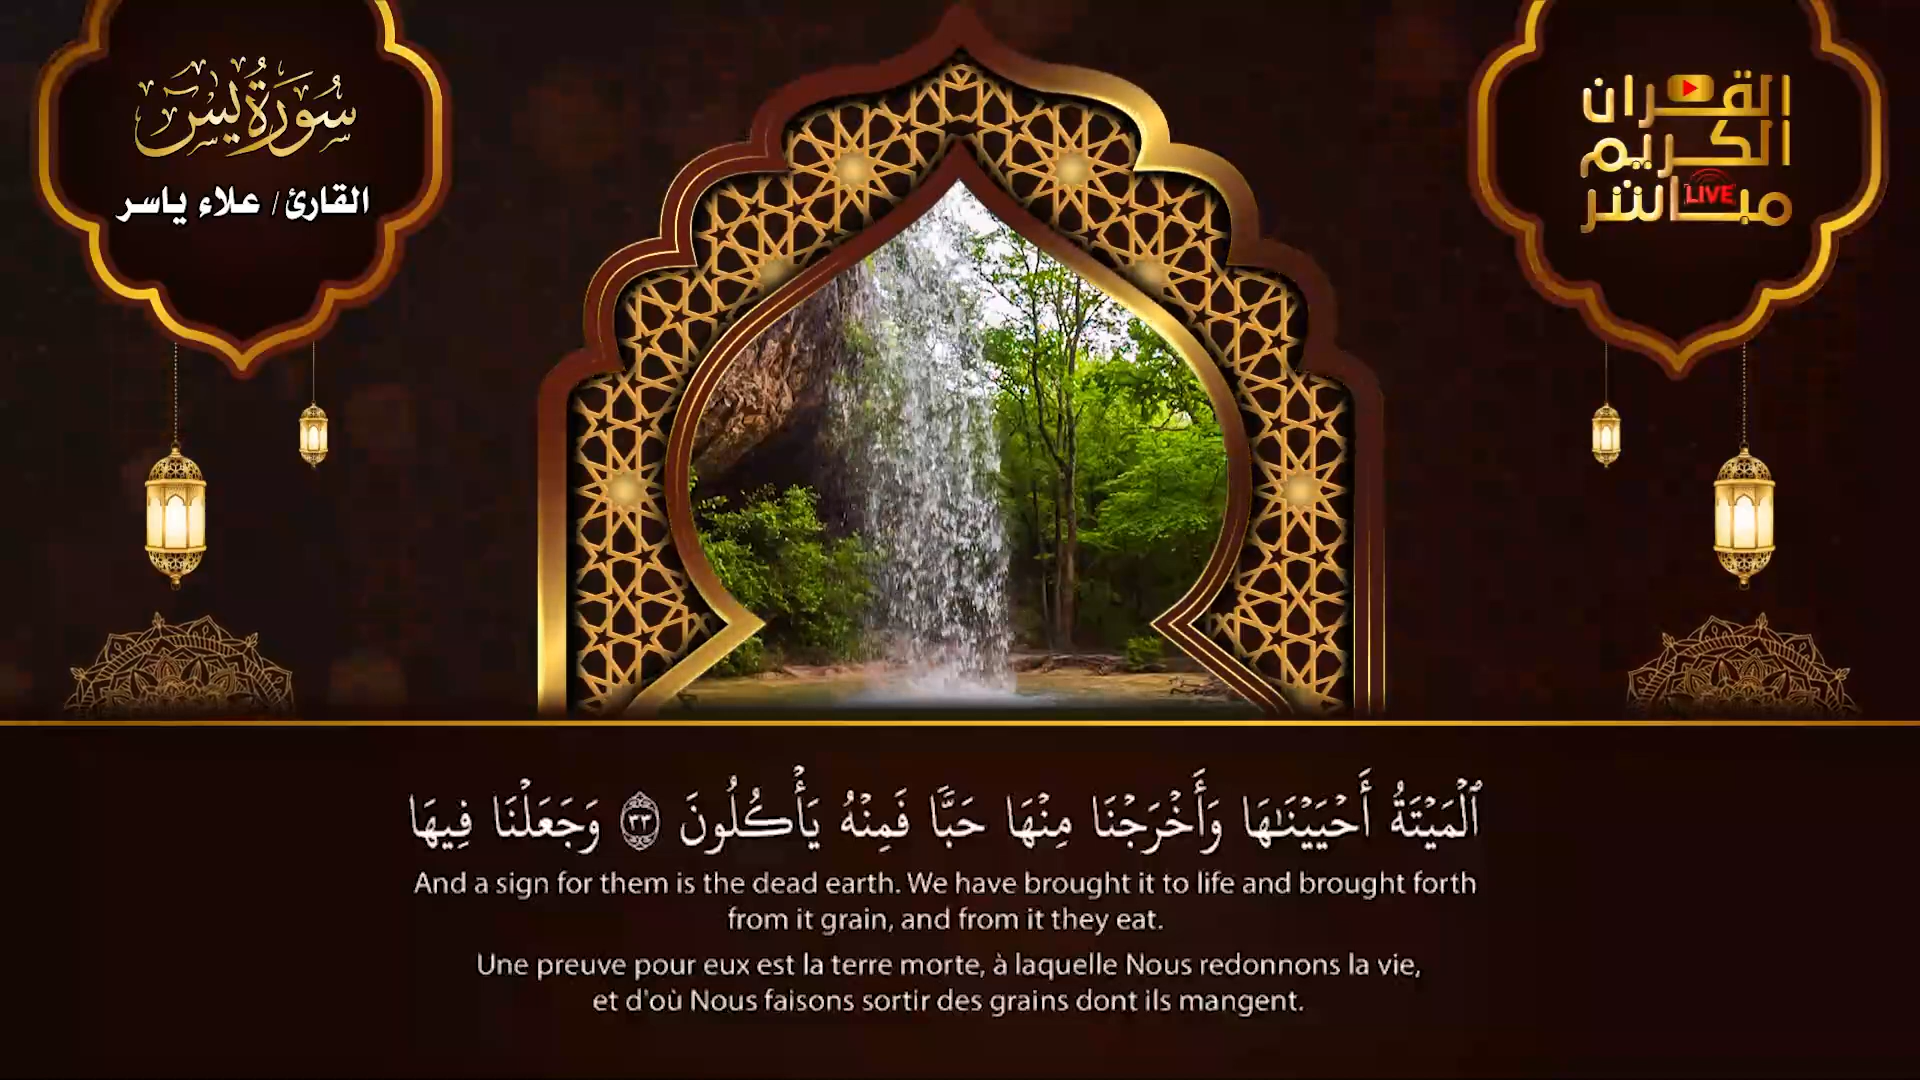 سُورَةُ يسٓ
القارئ/ علاء ياسر
القران
الكريم
مباشر
LIVE
ٱلْمَيْتَةُ أَحْيَيْنَٰهَا وَأَخْرَجْنَا مِنْهَا حَبًّا فَمِنْهُ يَأْكُلُونَ ٣٣ وَجَعَلْنَا فِيهَا
And a sign for them is the dead earth. We have brought it to life and brought forth
from it grain, and from it they eat.
Une preuve pour eux est la terre morte, à laquelle Nous redonnons la vie,
et d'où Nous faisons sortir des grains dont ils mangent.